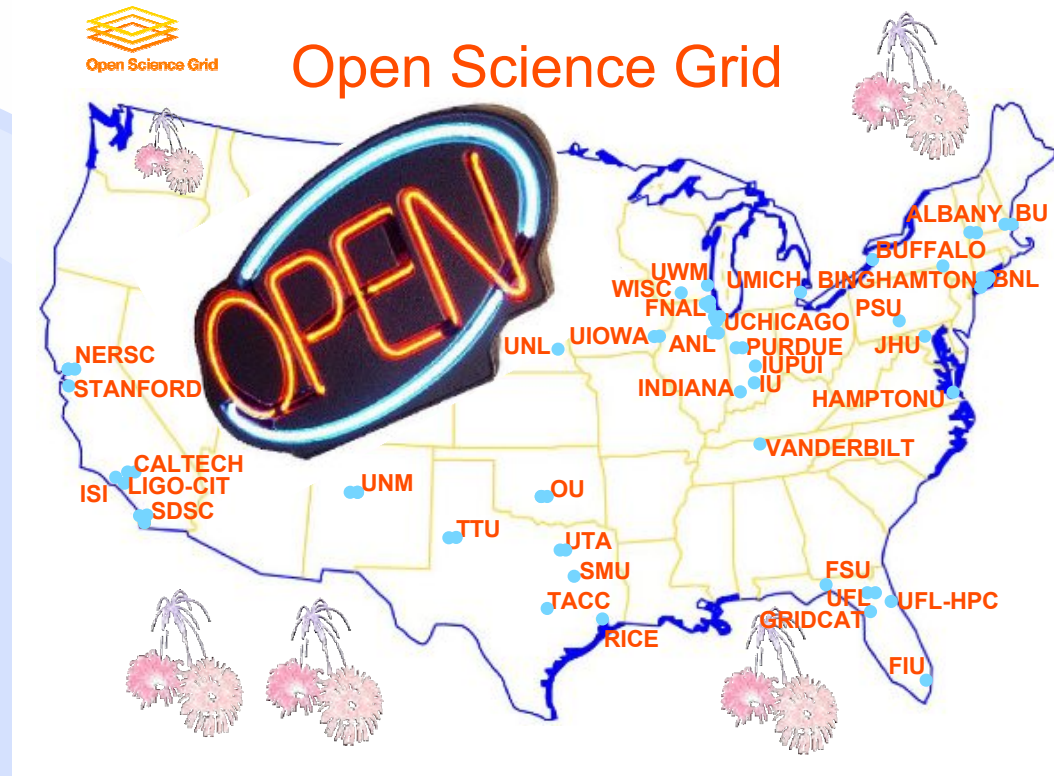 Open Science Grid
Open Science Grid
OPEN
ALBANY
BU
BUFFALO
UWM
UMICH
BINGHAMTON
BNL
WISC
FNAL
PSU
UCHICAGO
UIOWA
ANL
PURDUE
JHU
UNL
NERSC
IUPUI
STANFORD
INDIANA
IU
HAMPTONU
VANDERBILT
CALTECH
ISI
LIGO-CIT
UNM
OU
SDSC
TTU
UTA
SMU
FSU
TACC
UFL
UFL-HPC
GRIDCAT
RICE
FIU